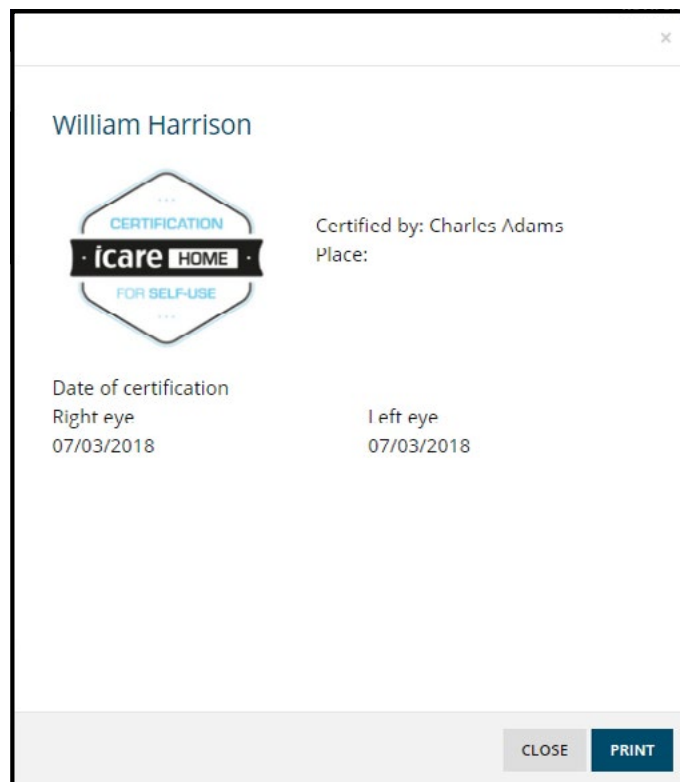 ×
William Harrison
CERTIFICATION
icare HOME
FOR SELF-USE
Certified by: Charles Adams
Place:
Date of certification
Right eye
Left eye
07/03/2018
07/03/2018
CLOSE
PRINT